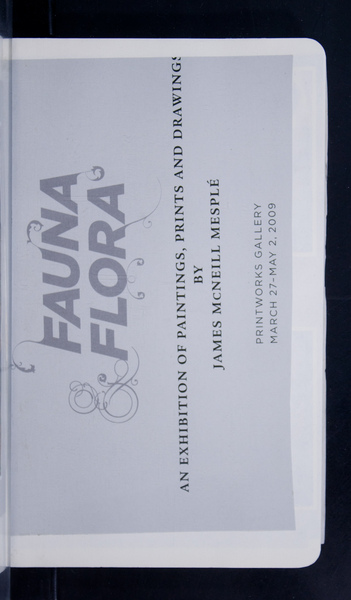 FAUNA
& FLORA
AN EXHIBITION OF PAINTINGS, PRINTS AND DRAWINGS
BY
JAMES MCNEILL MESPLÉ
PRINTWORKS GALLERY
MARCH 27–MAY 2, 2009